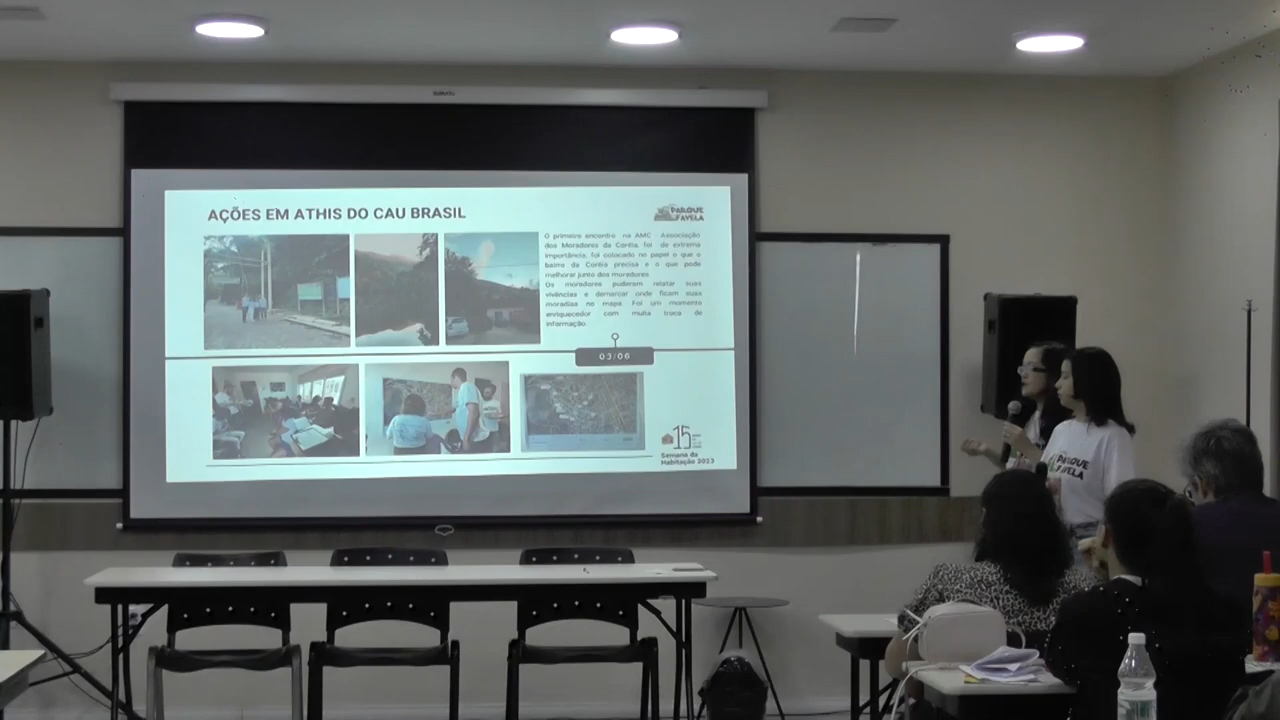 AÇÕES EM ATHIS DO CAU BRASIL
PARQUE
FAVELA
O primeiro encontro na AMC - Associação
dos Moradores da Contia, foi de extrema
importância, foi colocado no papel o que o
bairro da Contia precisa e o que pode
melhorar junto dos moradores
Os moradores puderam relatar suas
vivências e demarcar onde ficam suas
moradias no mapa. Foi um momento
enriquecedor com muita troca de
informação
03/06
15
Semana da
Habitação 2023
PARQUE
FAVELA